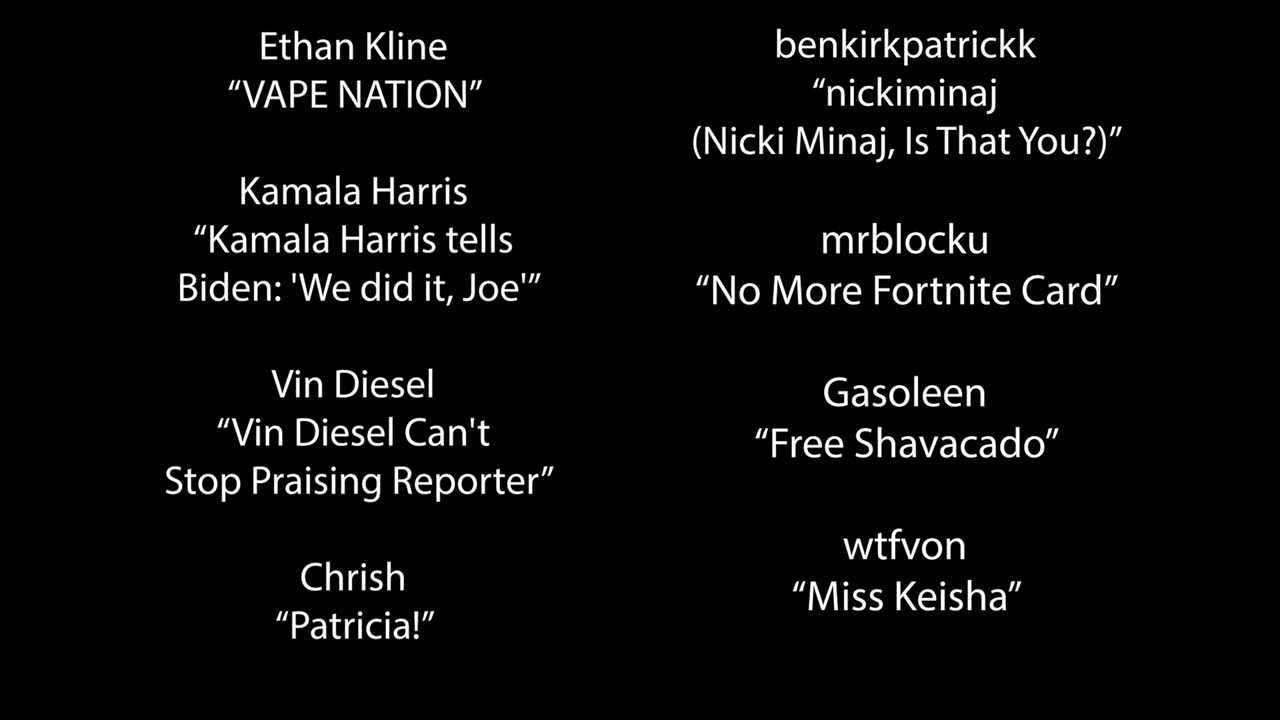 Ethan Kline
“VAPE NATION”
Kamala Harris
“Kamala Harris tells
Biden: 'We did it, Joe'”
Vin Diesel
“Vin Diesel Can't
Stop Praising Reporter”
Chrish
“Patricia!”
benkirkpatrickk
“nickiminaj
(Nicki Minaj, Is That You?)”
mrblocku
“No More Fortnite Card”
Gasoleen
“Free Shavacado”
wtfvon
“Miss Keisha”